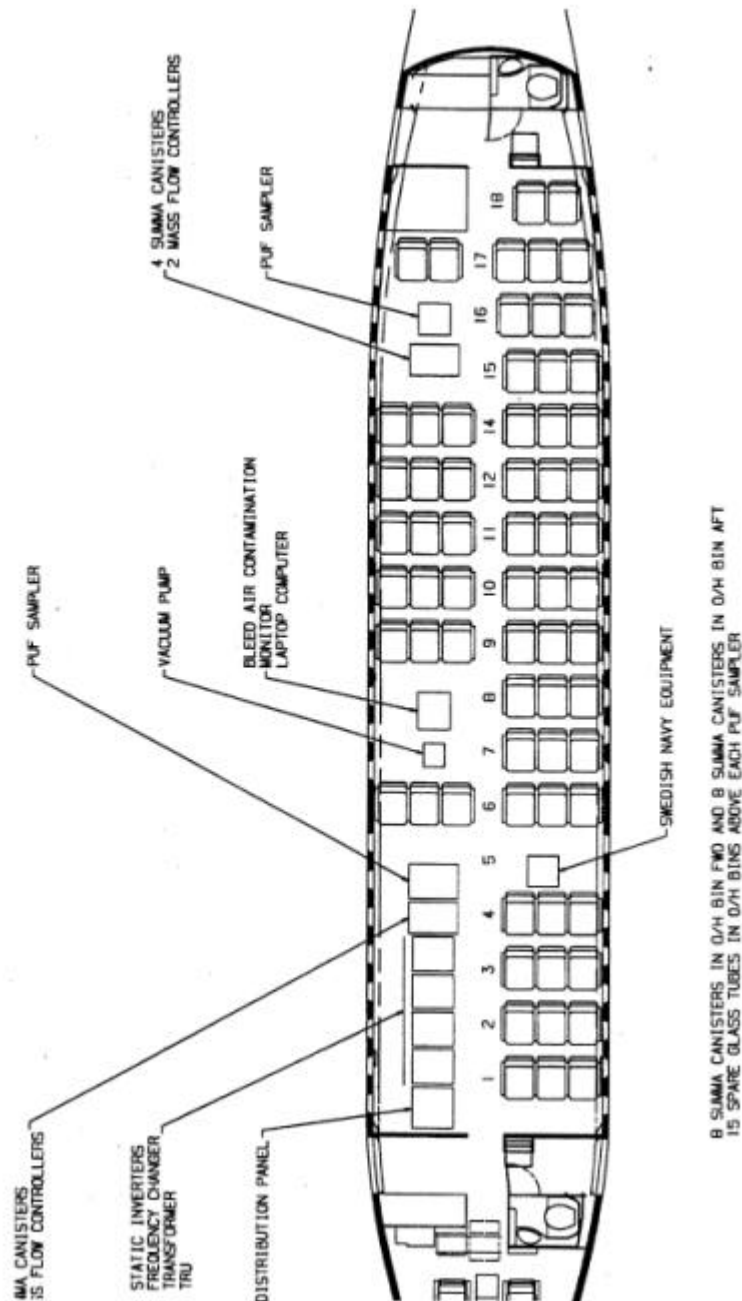 4 SUMMA CANISTERS
2 MASS FLOW CONTROLLERS
PUF SAMPLER
PUF SAMPLER
VACUUM PUMP
BLEED AIR CONTAMINATION
MONITOR
LAPTOP COMPUTER
SWEDISH NAVY EQUIPMENT
CANISTERS
FLOW CONTROLLERS
STATIC INVERTERS
FREQUENCY CHANGER
TRANSFORMER
TRU
DISTRIBUTION PANEL
18
17
16
15
14
12
11
10
9
8
7
6
5
4
3
2
1
8 SUMMA CANISTERS IN O/H BIN FWD AND 8 SUMMA CANISTERS IN O/H BIN AFT
15 SPARE GLASS TUBES IN O/H BINS ABOVE EACH PUF SAMPLER